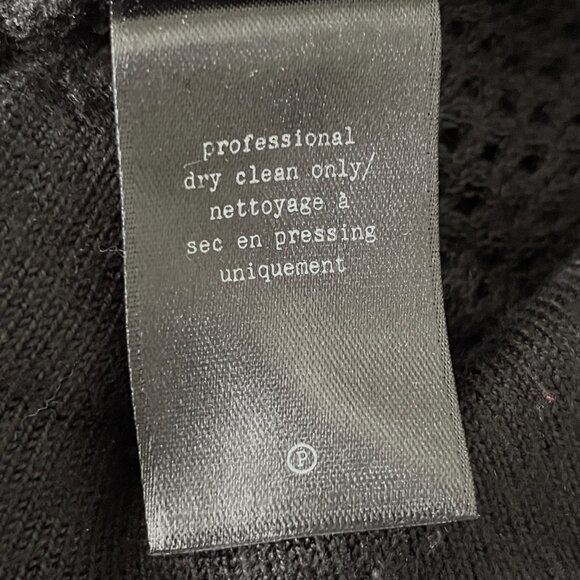 professional
dry clean only/
nettoyage à
sec en pressing
uniquement
P